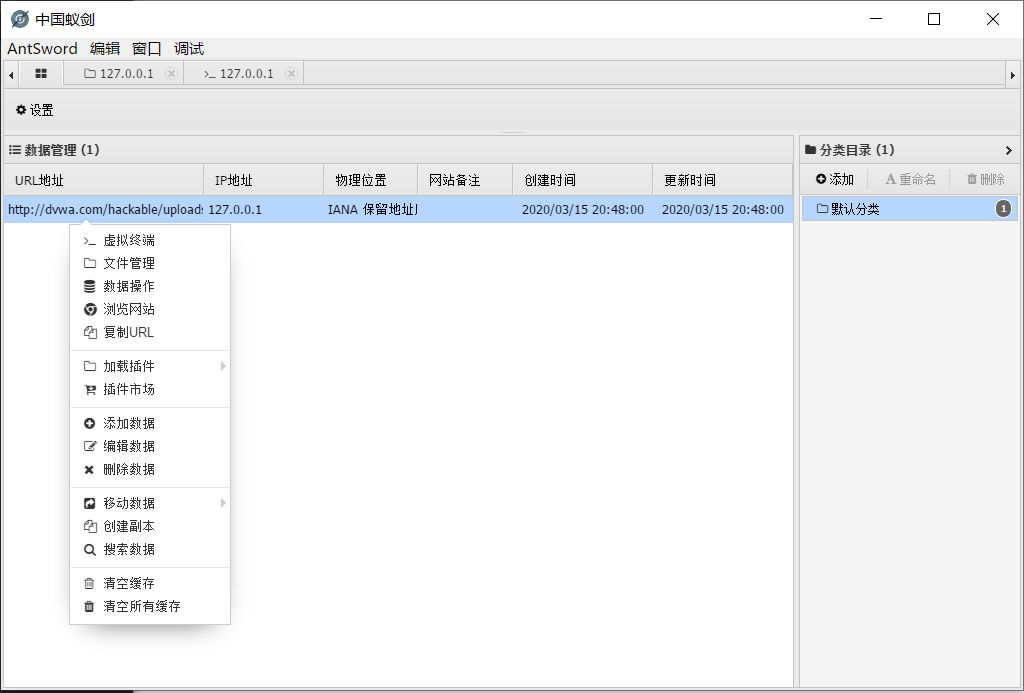 中国蚁剑
AntSword 编辑 窗口 调试
127.0.0.1 >_ 127.0.0.1
设置
数据管理 (1)
URL地址 IP地址 物理位置 网站备注 创建时间 更新时间
http://dvwa.com/hackable/uploads 127.0.0.1 IANA 保留地址 2020/03/15 20:48:00 2020/03/15 20:48:00
>_ 虚拟终端
文件管理
数据操作
浏览网站
复制URL
加载插件
插件市场
添加数据
编辑数据
删除数据
移动数据
创建副本
搜索数据
清空缓存
清空所有缓存
分类目录 (1)
添加 A 重命名 删除
默认分类 1